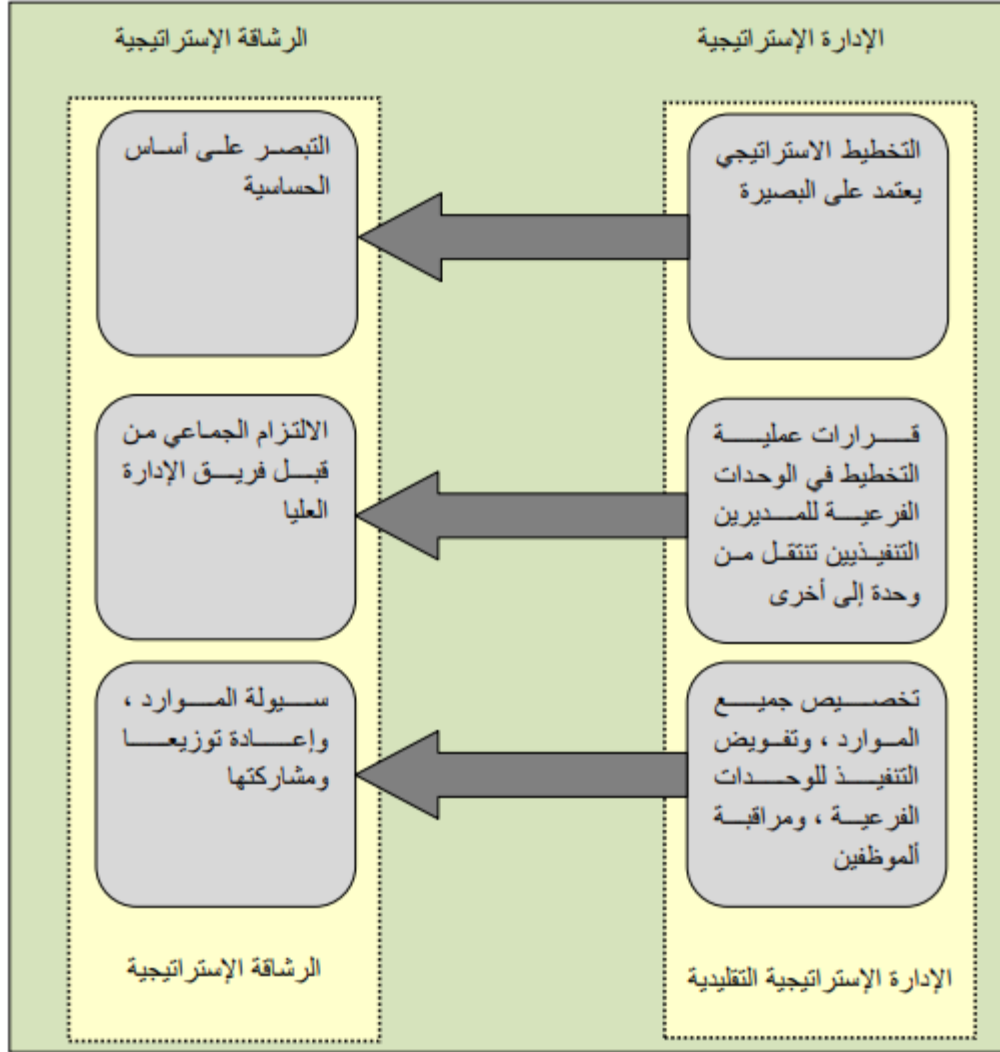 الإدارة الإستراتيجية
الرشاقة الإستراتيجية
التخطيط الاستراتيجي
يعتمد على البصيرة
التبصر على أساس
الحساسية
قرارات عملية
التخطيط في الوحدات
الفرعية للمديرين
التنفيذيين تنتقل من
وحدة إلى أخرى
الالتزام الجماعي من
قبل فريق الإدارة
العليا
تخصيص جميع
الموارد ، وتفويض
التنفيذ للوحدات
الفرعية ، ومراقبة
ألموظفين
سيولة الموارد ،
وإعادة توزيعا
ومشاركتها
الإدارة الإستراتيجية التقليدية
الرشاقة الإستراتيجية